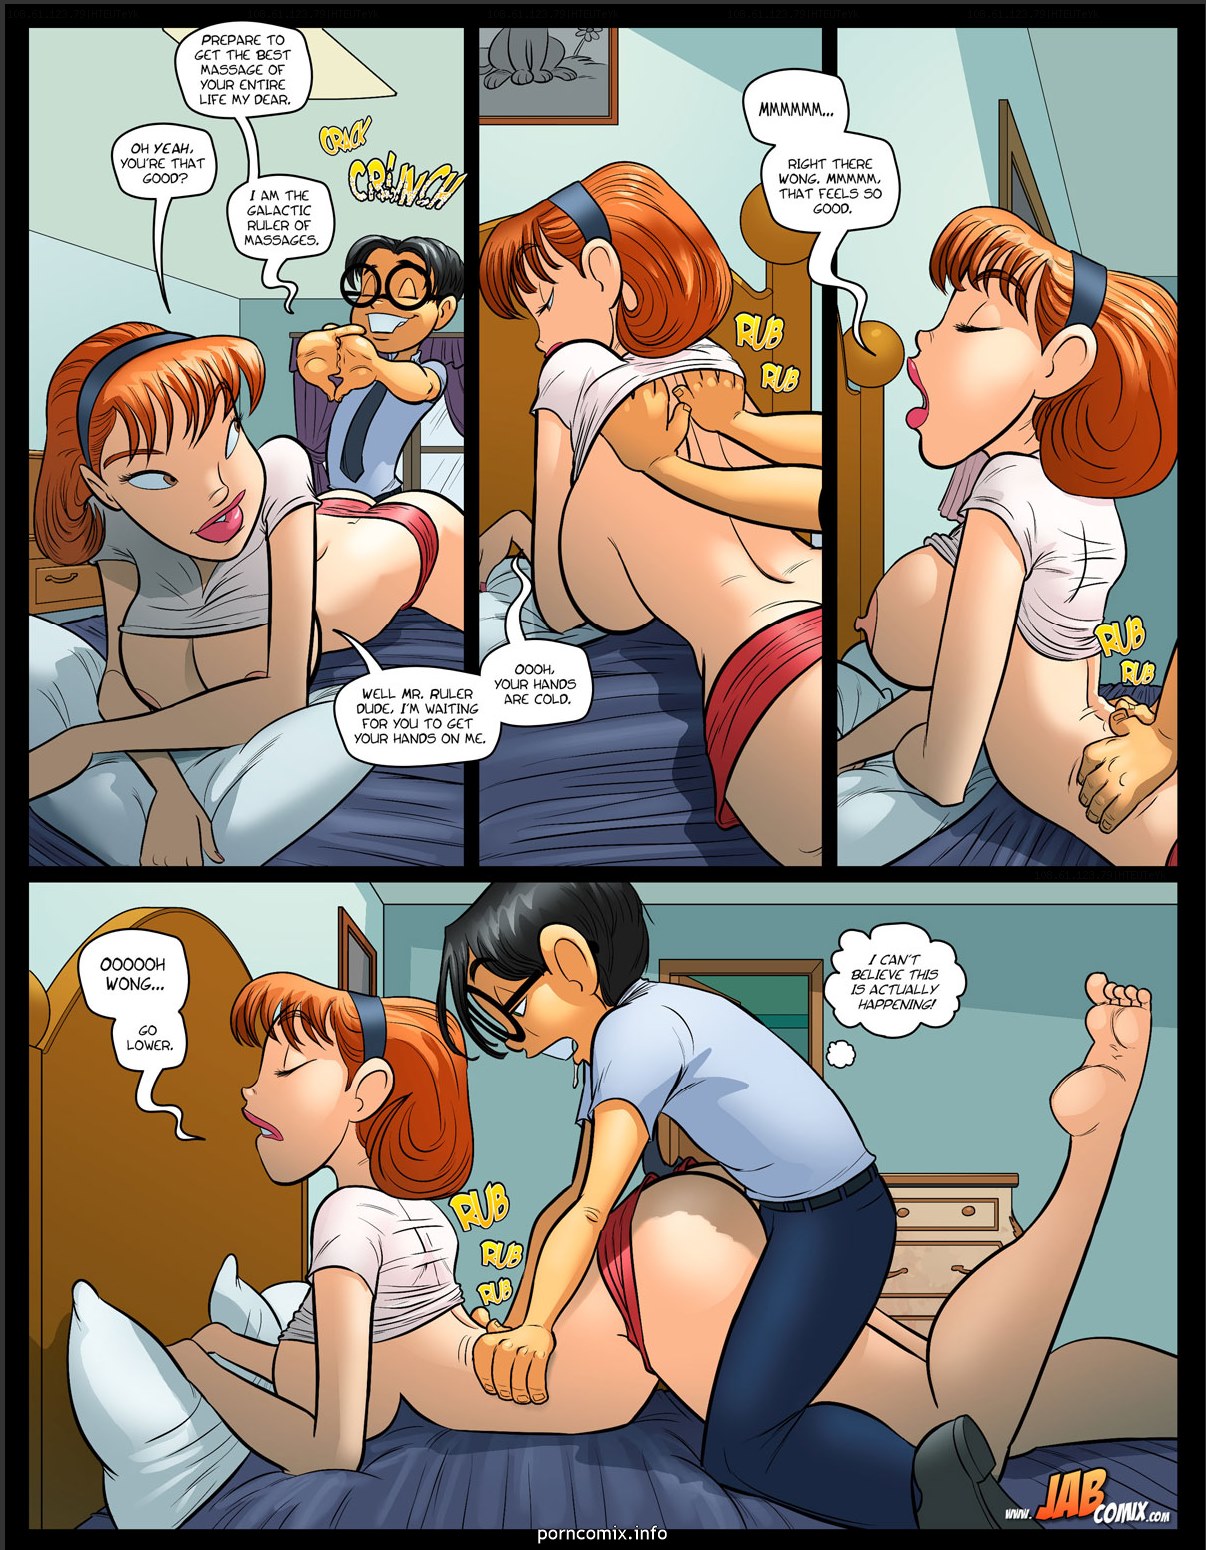 PREPARE TO
GET THE BEST
MASSAGE OF
YOUR ENTIRE
LIFE MY DEAR.
OH YEAH,
YOU'RE THAT
GOOD?
I AM THE
GALACTIC
RULER OF
MASSAGES.
CRACK
CRUNCH
WELL MR. RULER
DUDE, I'M WAITING
FOR YOU TO GET
YOUR HANDS ON ME.
RUB
RUB
OOOH,
YOUR HANDS
ARE COLD.
MMMMMM...
RIGHT THERE
WONG. MMMMM,
THAT FEELS SO
GOOD.
RUB
RUB
OOOOOH
WONG...
GO
LOWER.
I CAN'T
BELIEVE THIS
IS ACTUALLY
HAPPENING!
RUB
RUB
RUB
www.JABCOMIX.com
porncomix.info